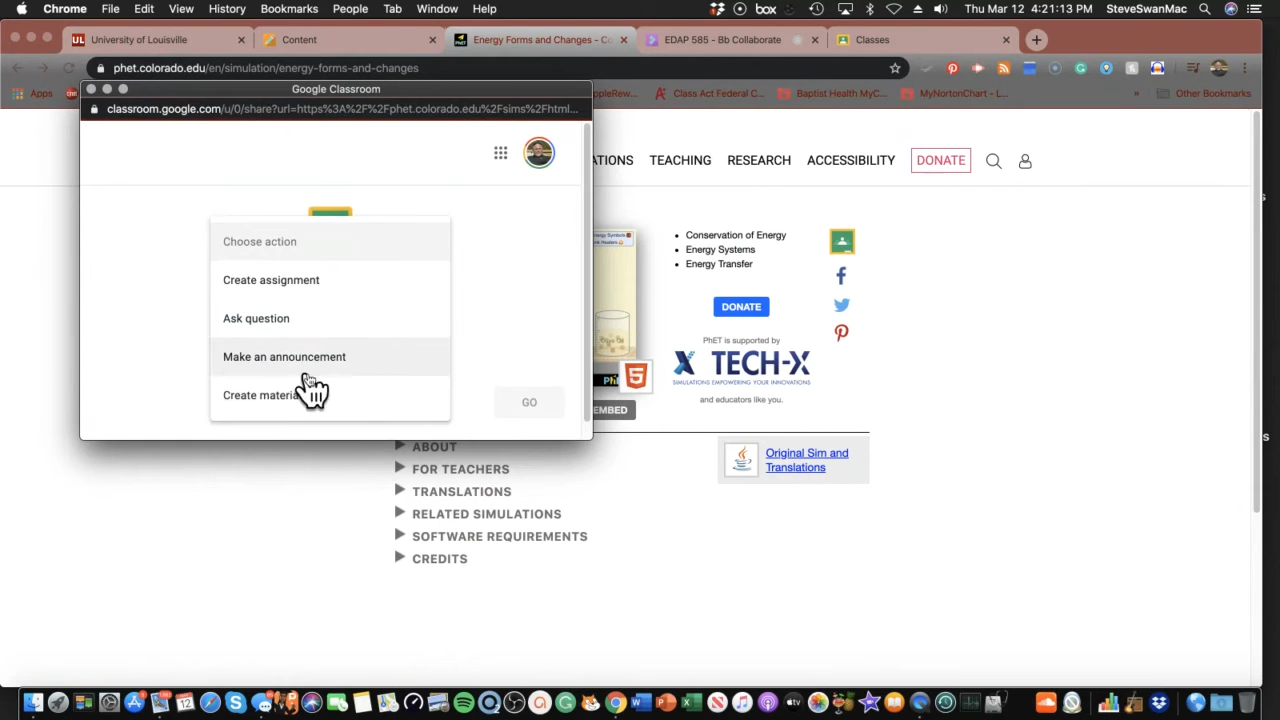 Chrome File Edit View History Bookmarks People Tab Window Help
box
Thu Mar 12 4:21:13 PM SteveSwanMac
University of Louisville
Content
Energy Forms and Changes - Co
EDAP 585 - Bb Collaborate
Classes
phet.colorado.edu/en/simulation/energy-forms-and-changes
Apps
Class Act Federal C...
Baptist Health MyC...
MyNortonChart - L...
»
Other Bookmarks
Google Classroom
classroom.google.com/u/0/share?url=https%3A%2F%2Fphet.colorado.edu%2Fsims%2Fhtml...
ATIONS TEACHING RESEARCH ACCESSIBILITY DONATE
Choose action
Create assignment
Ask question
Make an announcement
Create materia
GO
Conservation of Energy
Energy Systems
Energy Transfer
DONATE
PhET is supported by
TECH-X
SIMULATIONS EMPOWERING YOUR INNOVATIONS
and educators like you.
EMBED
Original Sim and
Translations
ABOUT
FOR TEACHERS
TRANSLATIONS
RELATED SIMULATIONS
SOFTWARE REQUIREMENTS
CREDITS